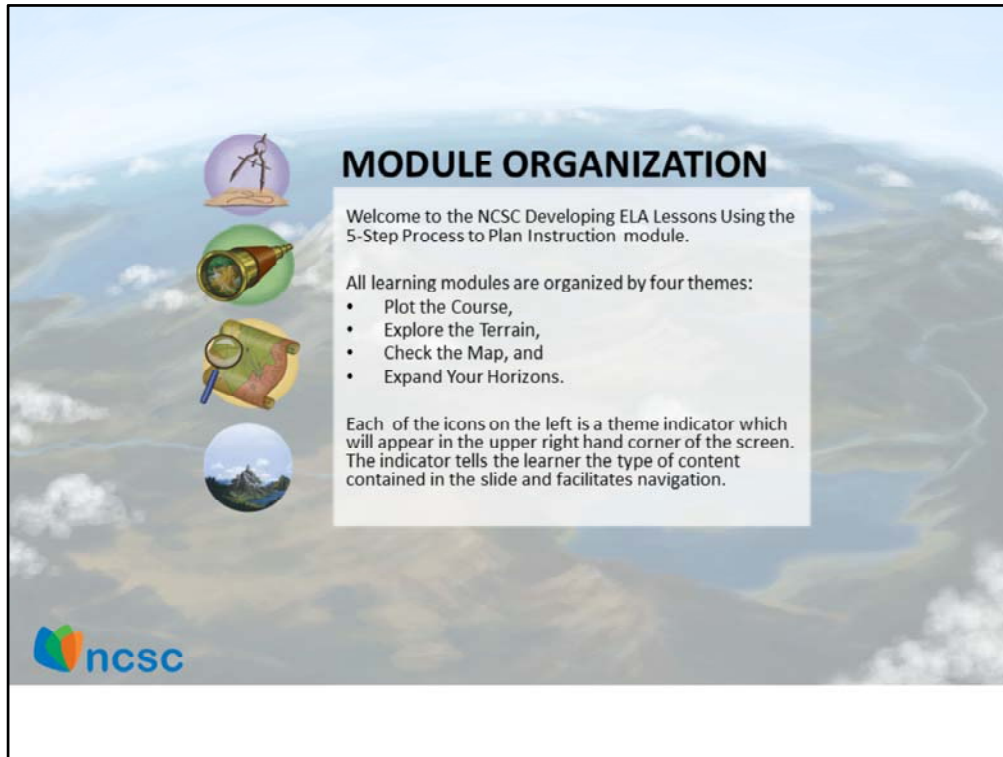 MODULE ORGANIZATION
Welcome to the NCSC Developing ELA Lessons Using the
5-Step Process to Plan Instruction module.
All learning modules are organized by four themes:
• Plot the Course,
• Explore the Terrain,
• Check the Map, and
• Expand Your Horizons.
Each of the icons on the left is a theme indicator which
will appear in the upper right hand corner of the screen.
The indicator tells the learner the type of content
contained in the slide and facilitates navigation.
ncsc